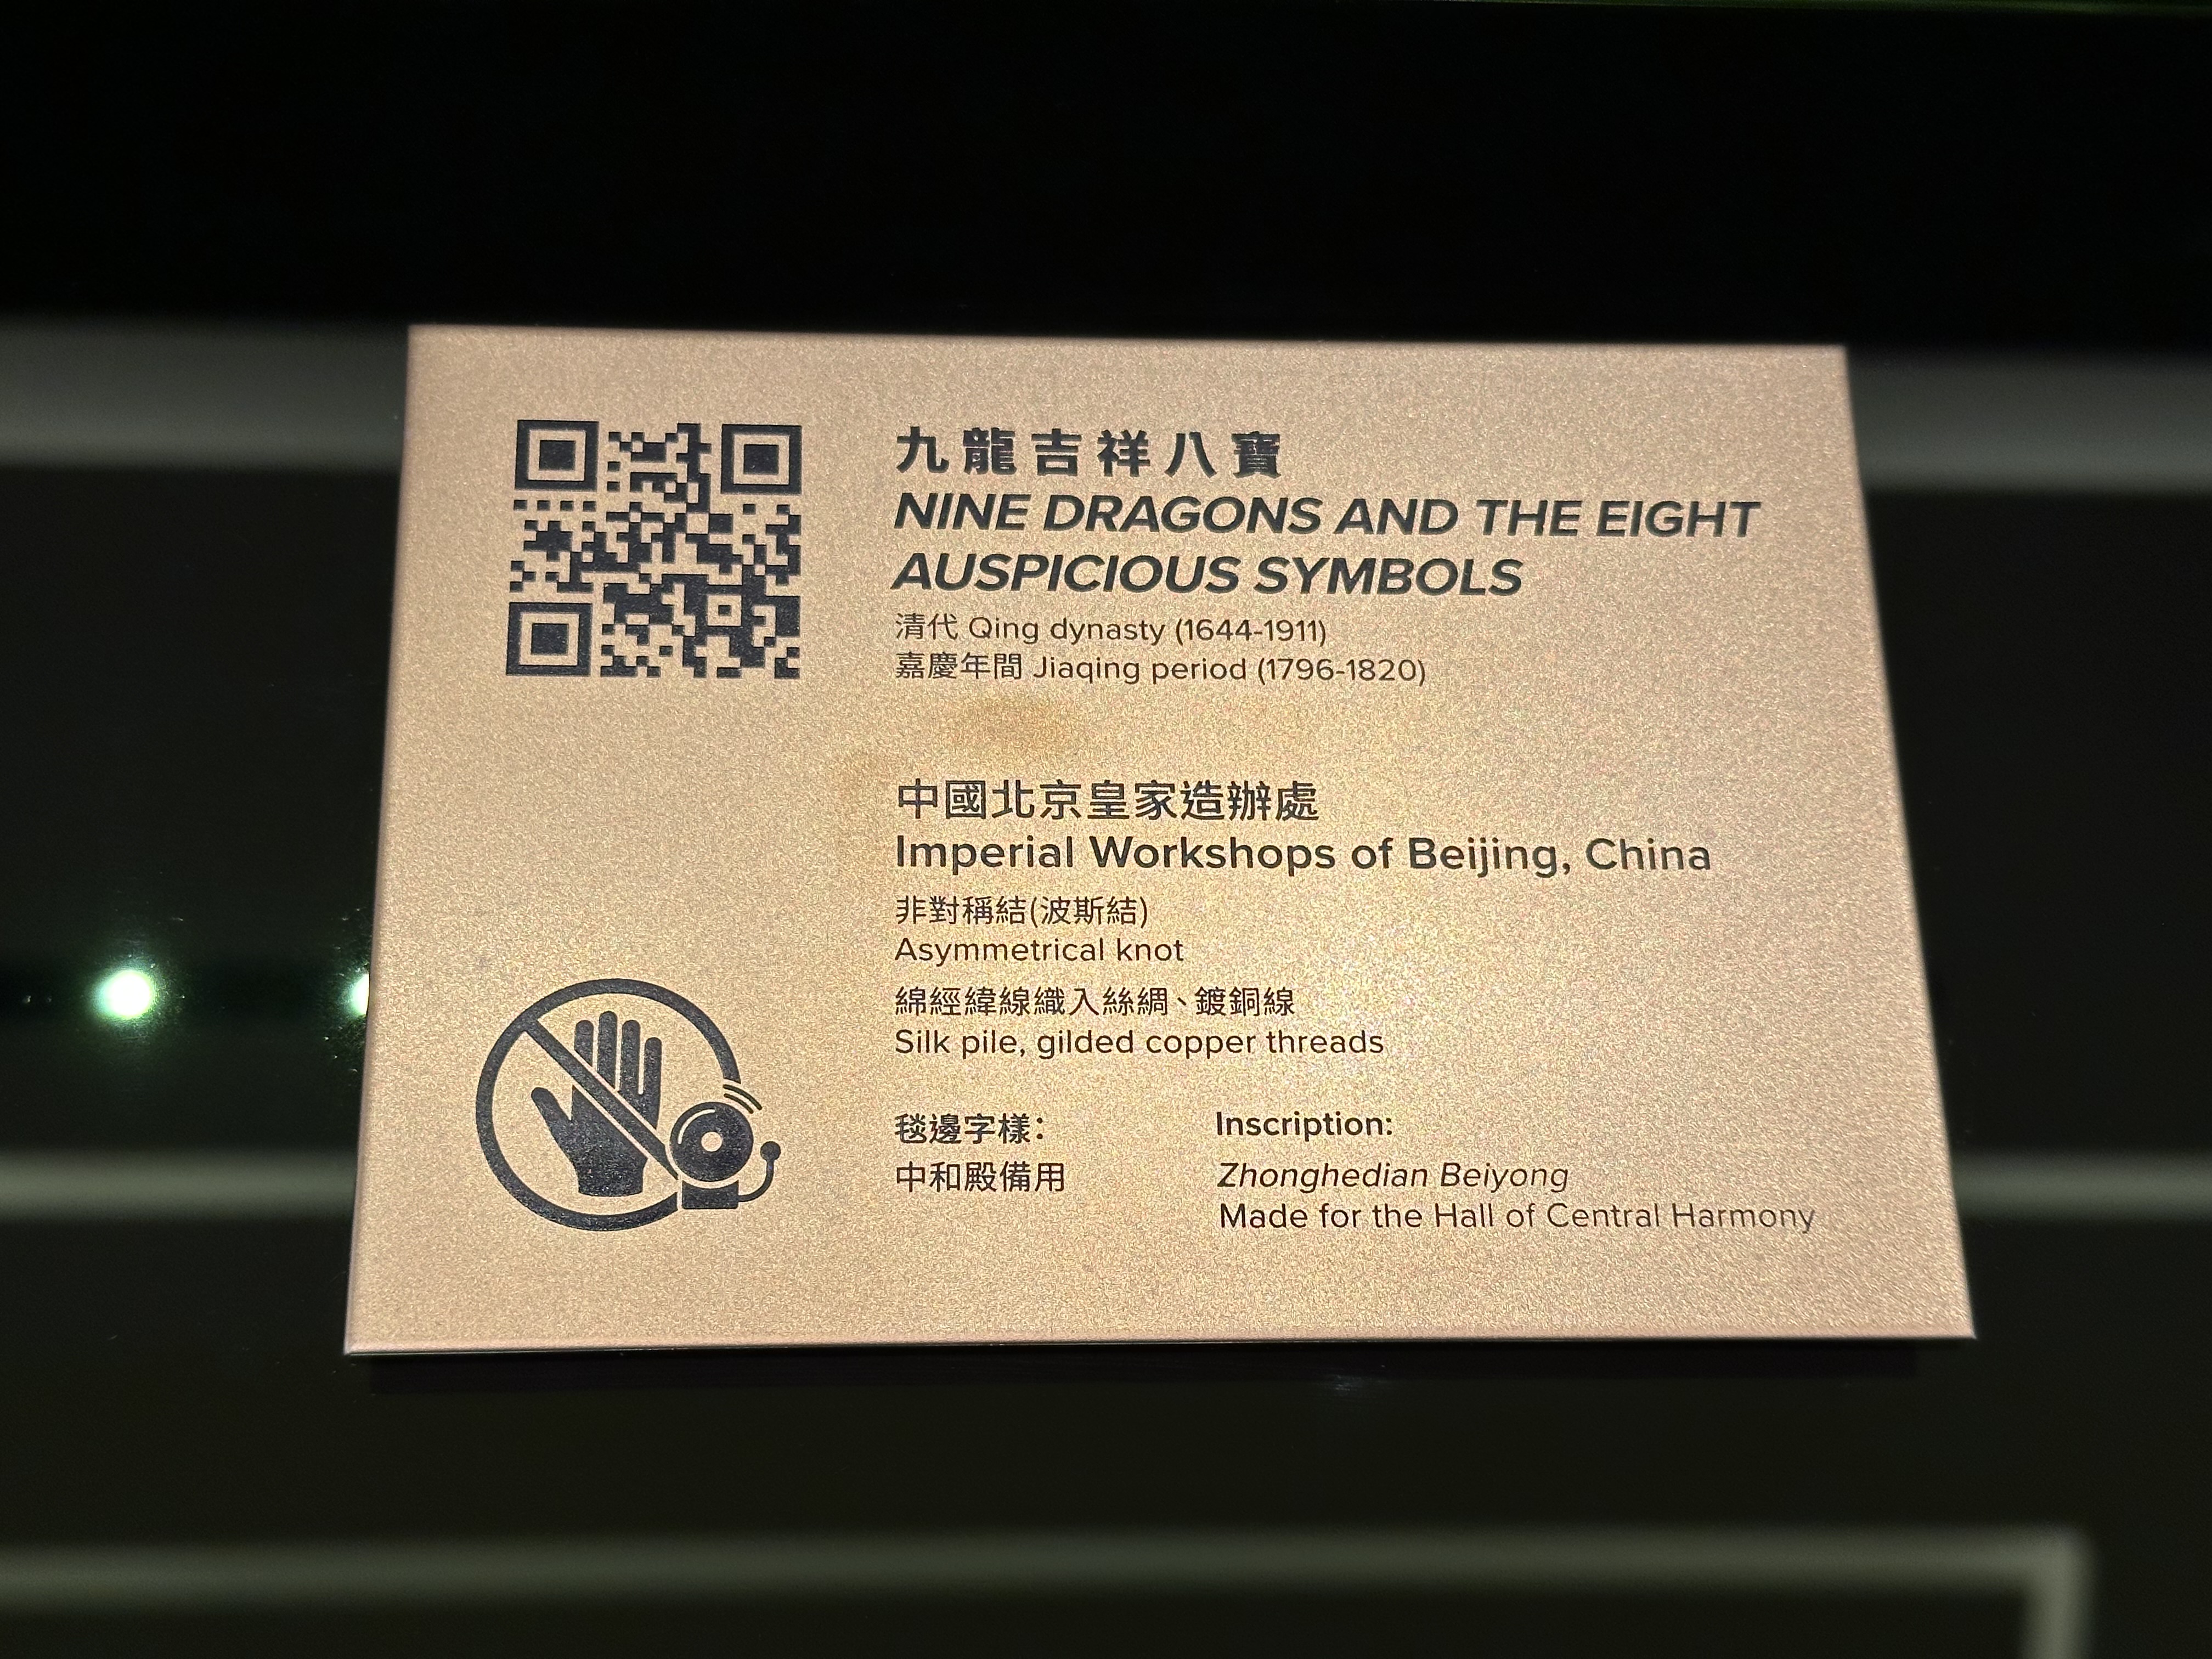 九龍吉祥八寶
NINE DRAGONS AND THE EIGHT
AUSPICIOUS SYMBOLS
清代 Qing dynasty (1644-1911)
嘉慶年間 Jiaqing period (1796-1820)
中國北京皇家造辦處
Imperial Workshops of Beijing, China
非對稱結(波斯結)
Asymmetrical knot
綿經緯線織入絲綢、鍍銅線
Silk pile, gilded copper threads
毯邊字樣:
中和殿備用
Inscription:
Zhonghedian Beiyong
Made for the Hall of Central Harmony